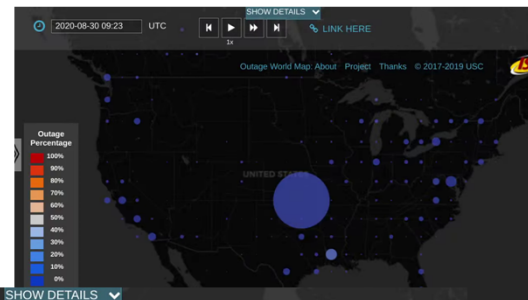 SHOW DETAILS
2020-08-30 09:23 UTC
1x
LINK HERE
Outage World Map: About Project Thanks © 2017-2019 USC
Outage
Percentage
100%
90%
80%
70%
60%
50%
40%
30%
20%
10%
0%
UNITED STATES
SHOW DETAILS